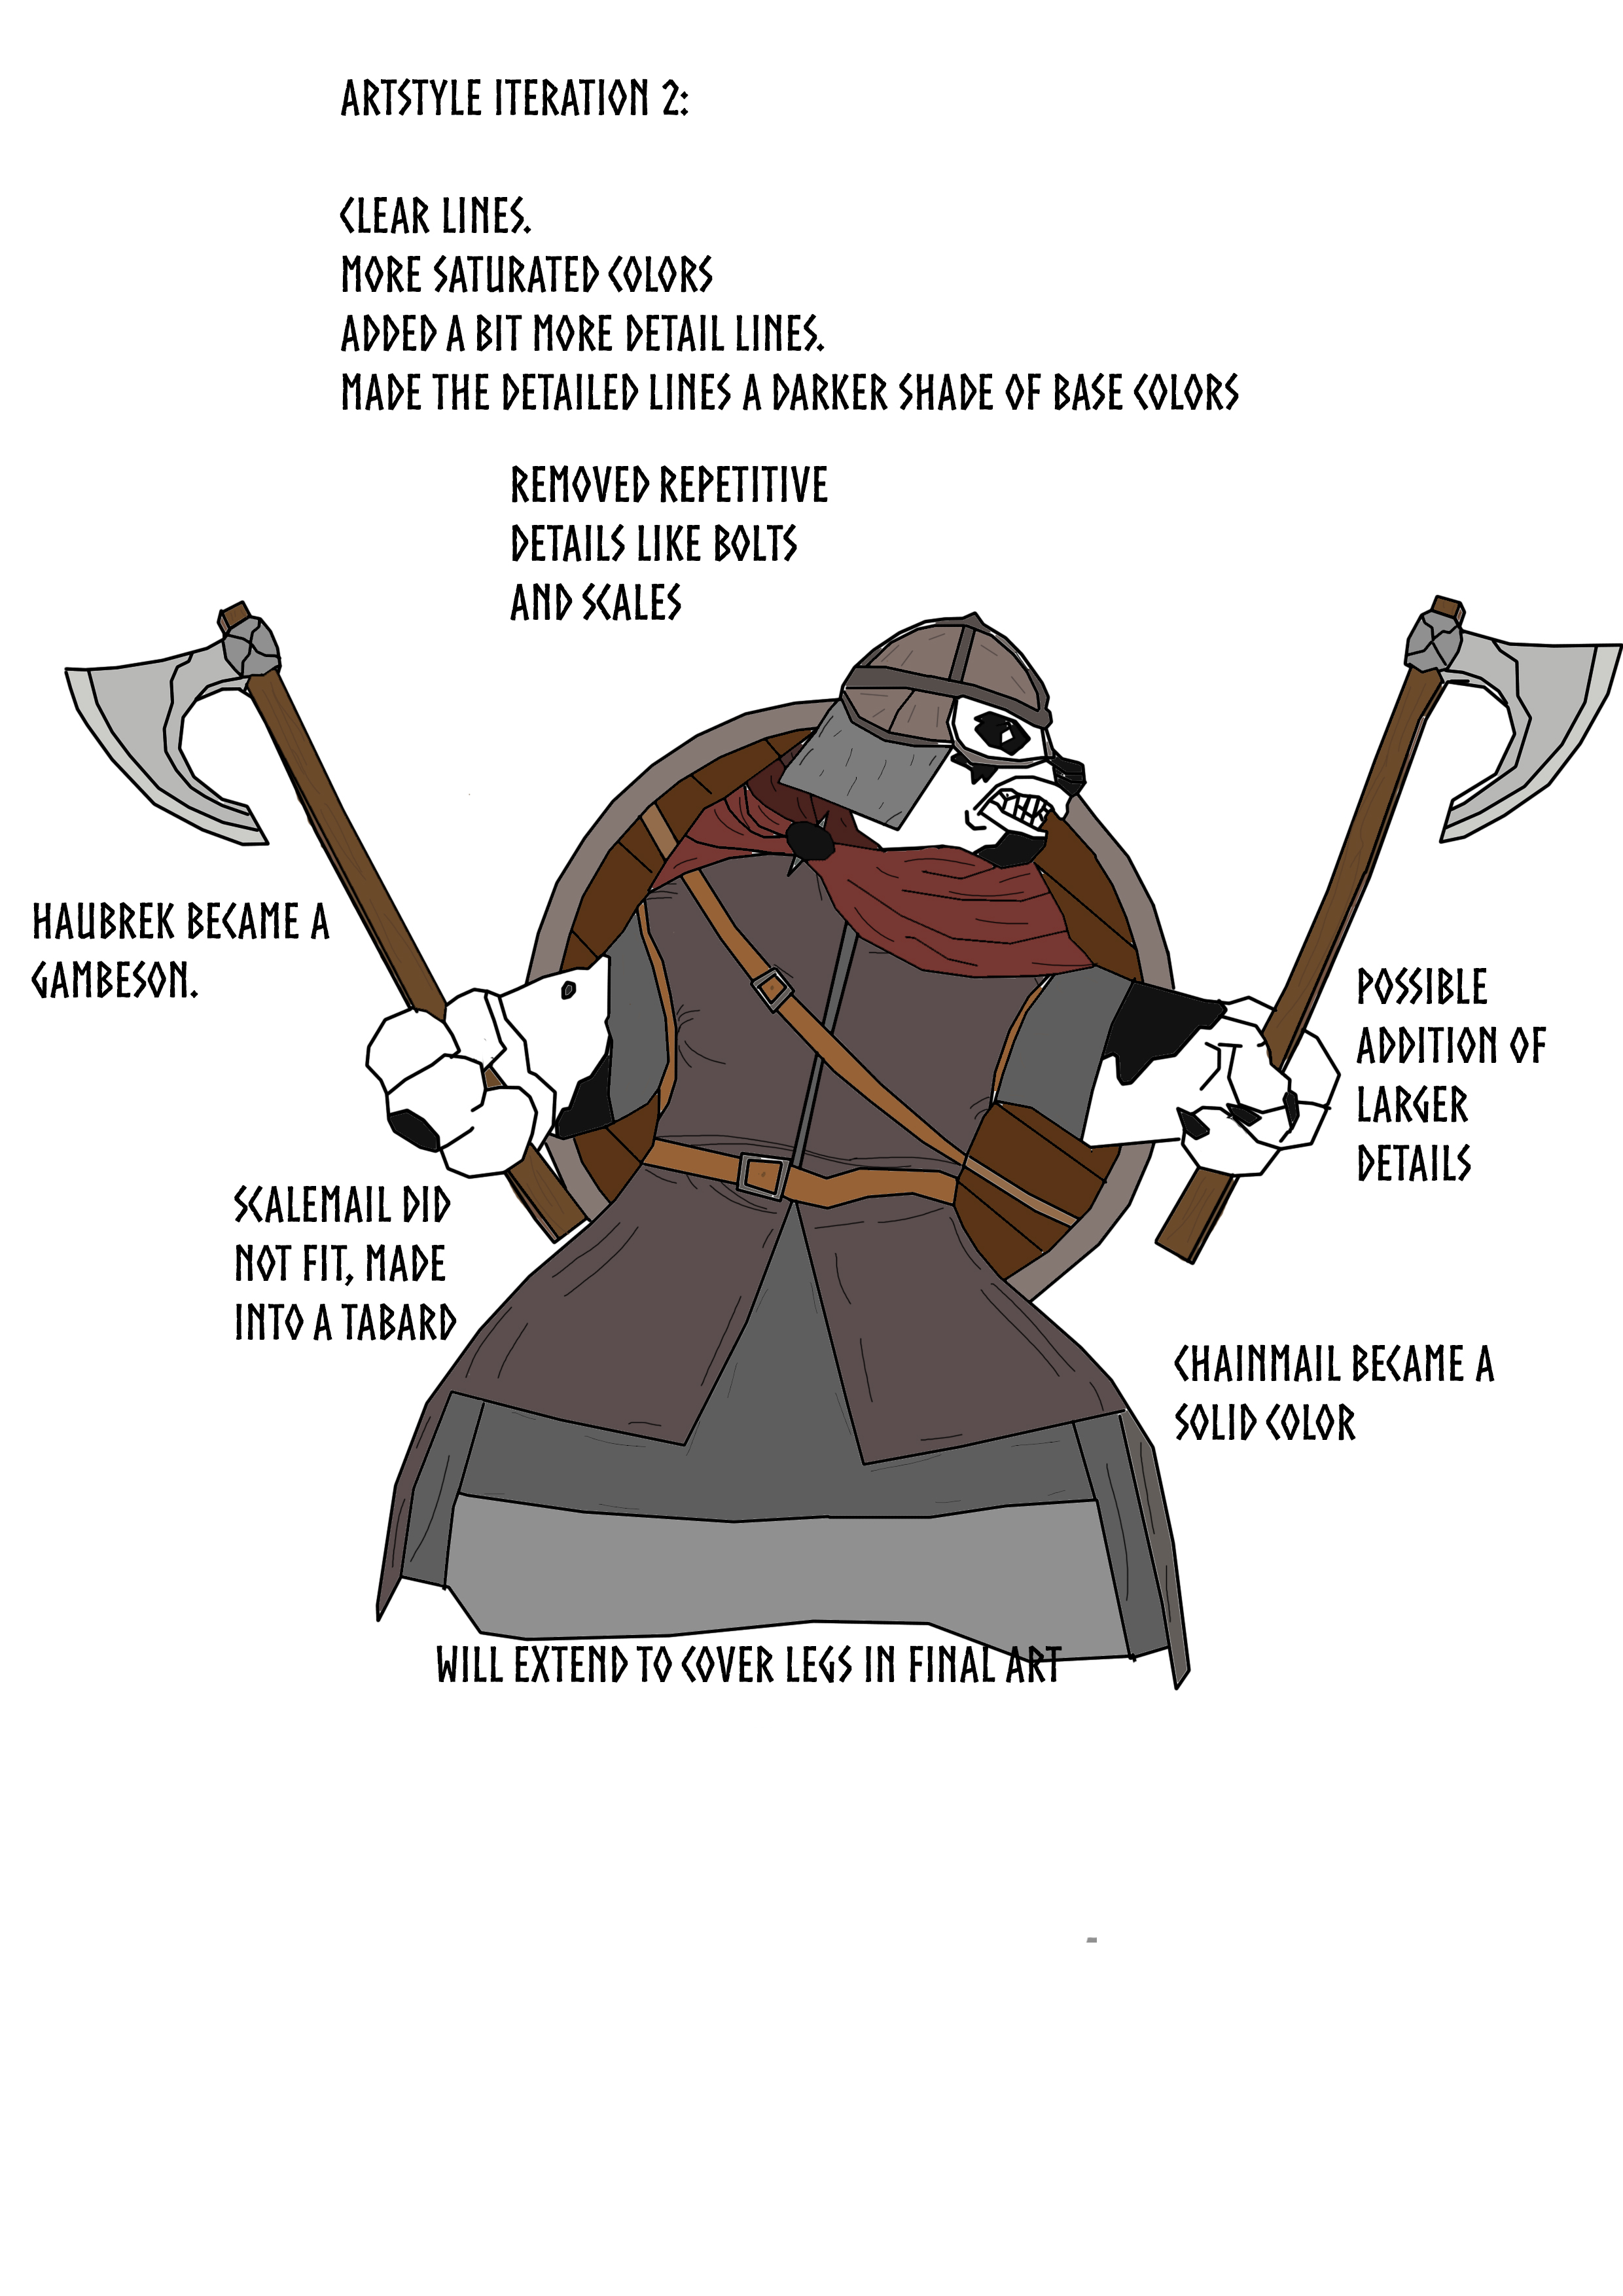 ARTSTYLE ITERATION 2:
CLEAR LINES.
MORE SATURATED COLORS
ADDED A BIT MORE DETAIL LINES.
MADE THE DETAILED LINES A DARKER SHADE OF BASE COLORS
REMOVED REPETITIVE
DETAILS LIKE BOLTS
AND SCALES
HAUBREK BECAME A
GAMBESON.
POSSIBLE
ADDITION OF
LARGER
DETAILS
SCALEMAIL DID
NOT FIT, MADE
INTO A TABARD
CHAINMAIL BECAME A
SOLID COLOR
WILL EXTEND TO COVER LEGS IN FINAL ART